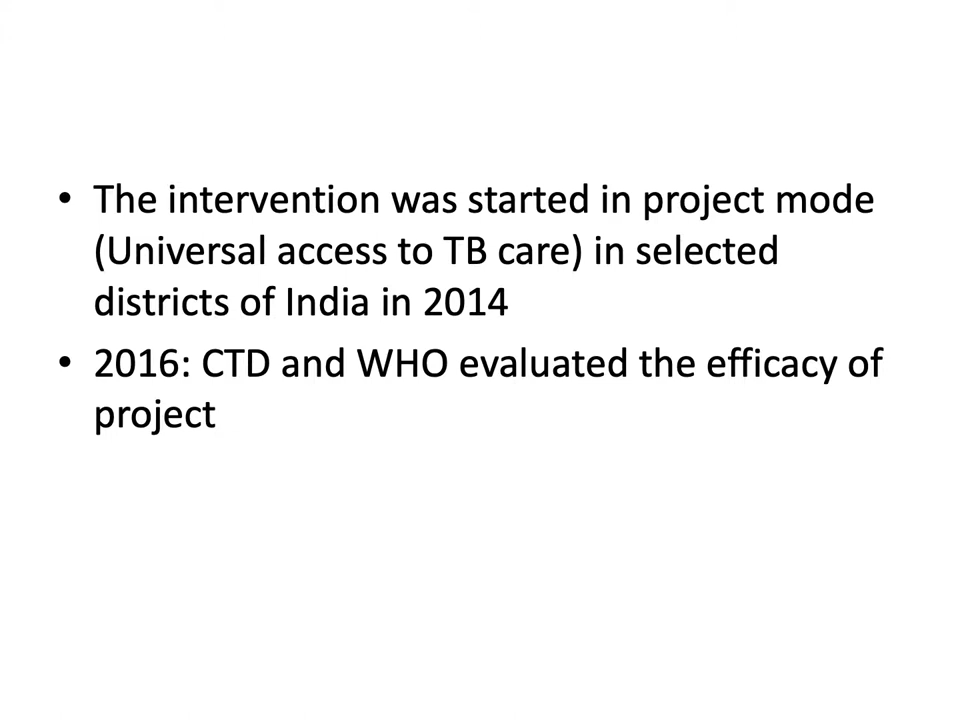 • The intervention was started in project mode
(Universal access to TB care) in selected
districts of India in 2014
• 2016: CTD and WHO evaluated the efficacy of
project